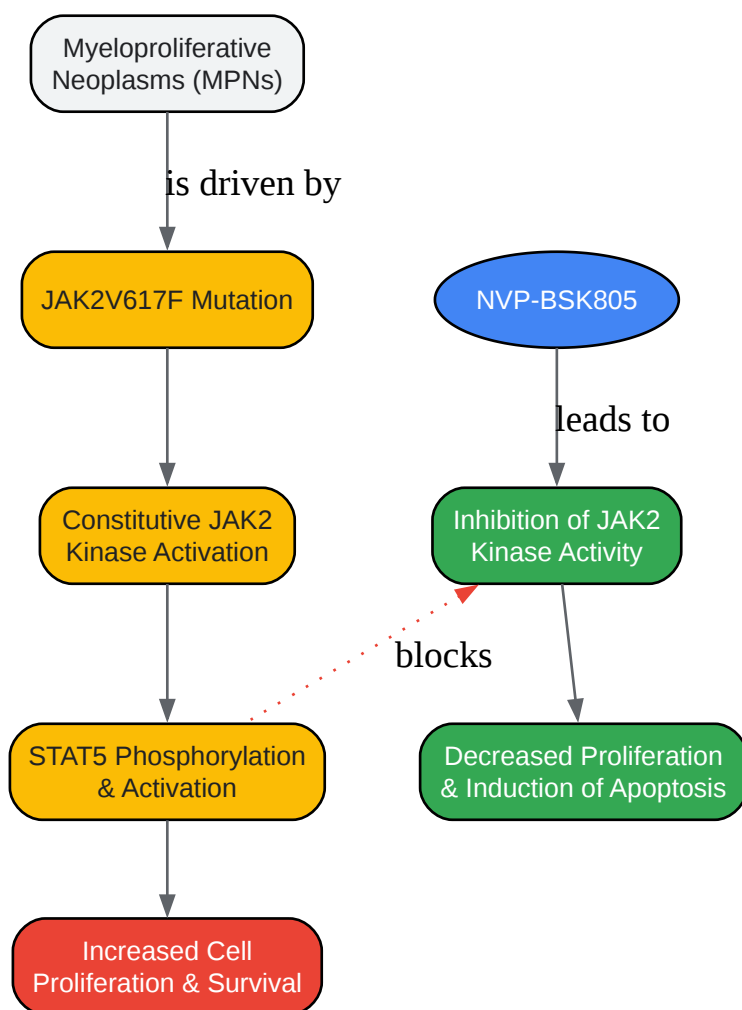 Myeloproliferative
Neoplasms (MPNs)
is driven by
JAK2V617F Mutation
NVP-BSK805
leads to
Constitutive JAK2
Kinase Activation
Inhibition of JAK2
Kinase Activity
blocks
STAT5 Phosphorylation
& Activation
Decreased Proliferation
& Induction of Apoptosis
Increased Cell
Proliferation & Survival